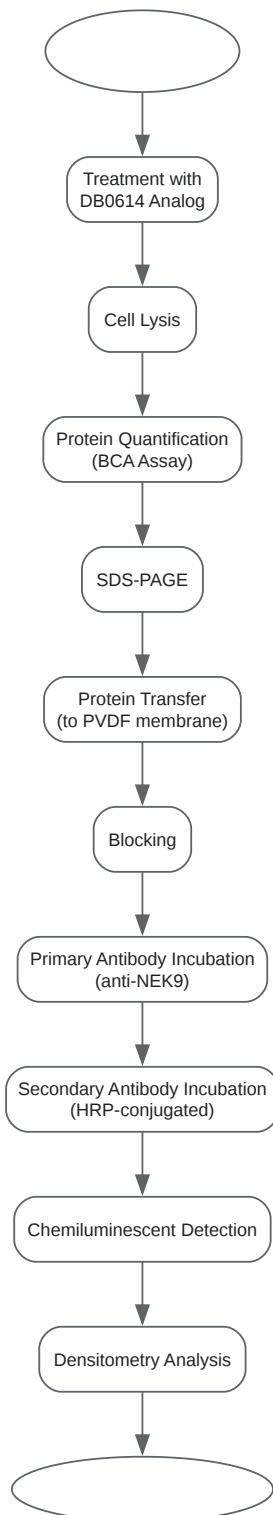 Treatment with
DB0614 Analog
Cell Lysis
Protein Quantification
(BCA Assay)
SDS-PAGE
Protein Transfer
(to PVDF membrane)
Blocking
Primary Antibody Incubation
(anti-NEK9)
Secondary Antibody Incubation
(HRP-conjugated)
Chemiluminescent Detection
Densitometry Analysis